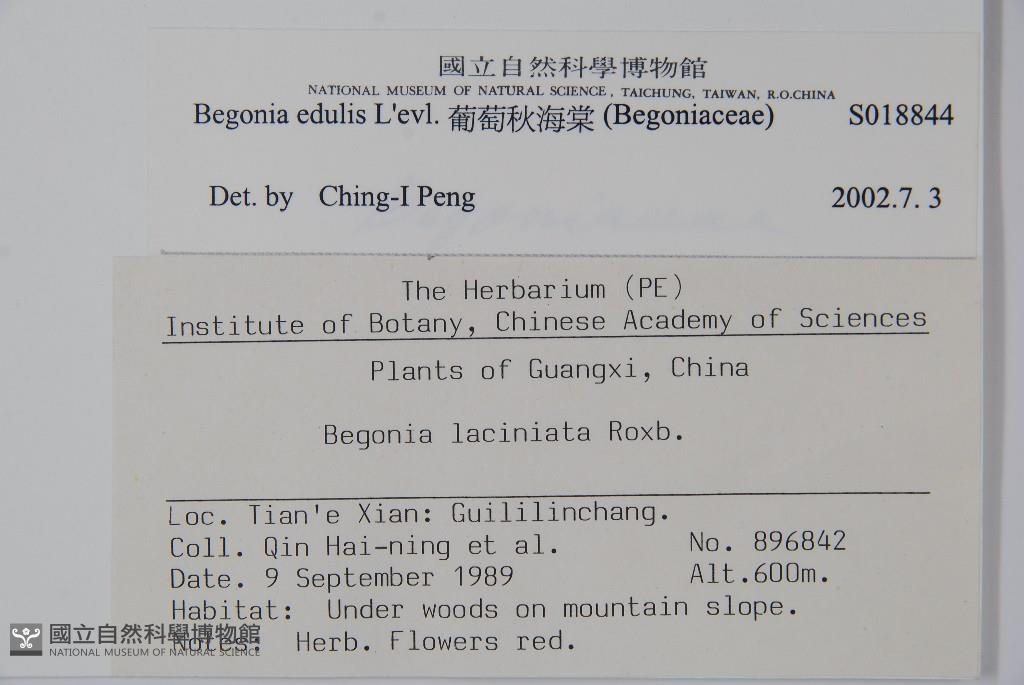 國立自然科學博物館
NATIONAL MUSEUM OF NATURAL SCIENCE, TAICHUNG, TAIWAN, R.O.CHINA
Begonia edulis L'evl. 葡萄秋海棠 (Begoniaceae) S018844
Det. by Ching-I Peng 2002.7. 3
The Herbarium (PE)
Institute of Botany, Chinese Academy of Sciences
Plants of Guangxi, China
Begonia laciniata Roxb.
Loc. Tian'e Xian: Guililinchang.
Coll. Qin Hai-ning et al. No. 896842
Date. 9 September 1989 Alt.600m.
Habitat: Under woods on mountain slope.
Notes: Herb. Flowers red.
國立自然科學博物館
NATIONAL MUSEUM OF NATURAL SCIENCE